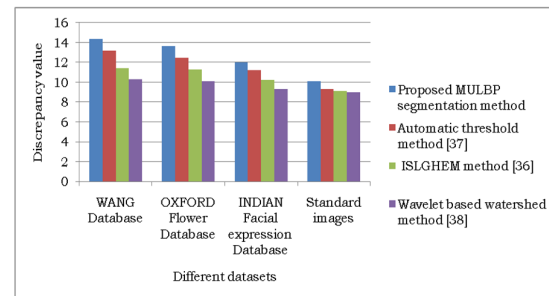 Discrepancy value
16
14
12
10
8
6
4
2
0
WANG
Database
OXFORD
Flower
Database
INDIAN
Facial
expression
Database
Standard
images
Different datasets
Proposed MULBP
segmentation method
Automatic threshold
method [37]
ISLGHEM method [36]
Wavelet based watershed
method [38]